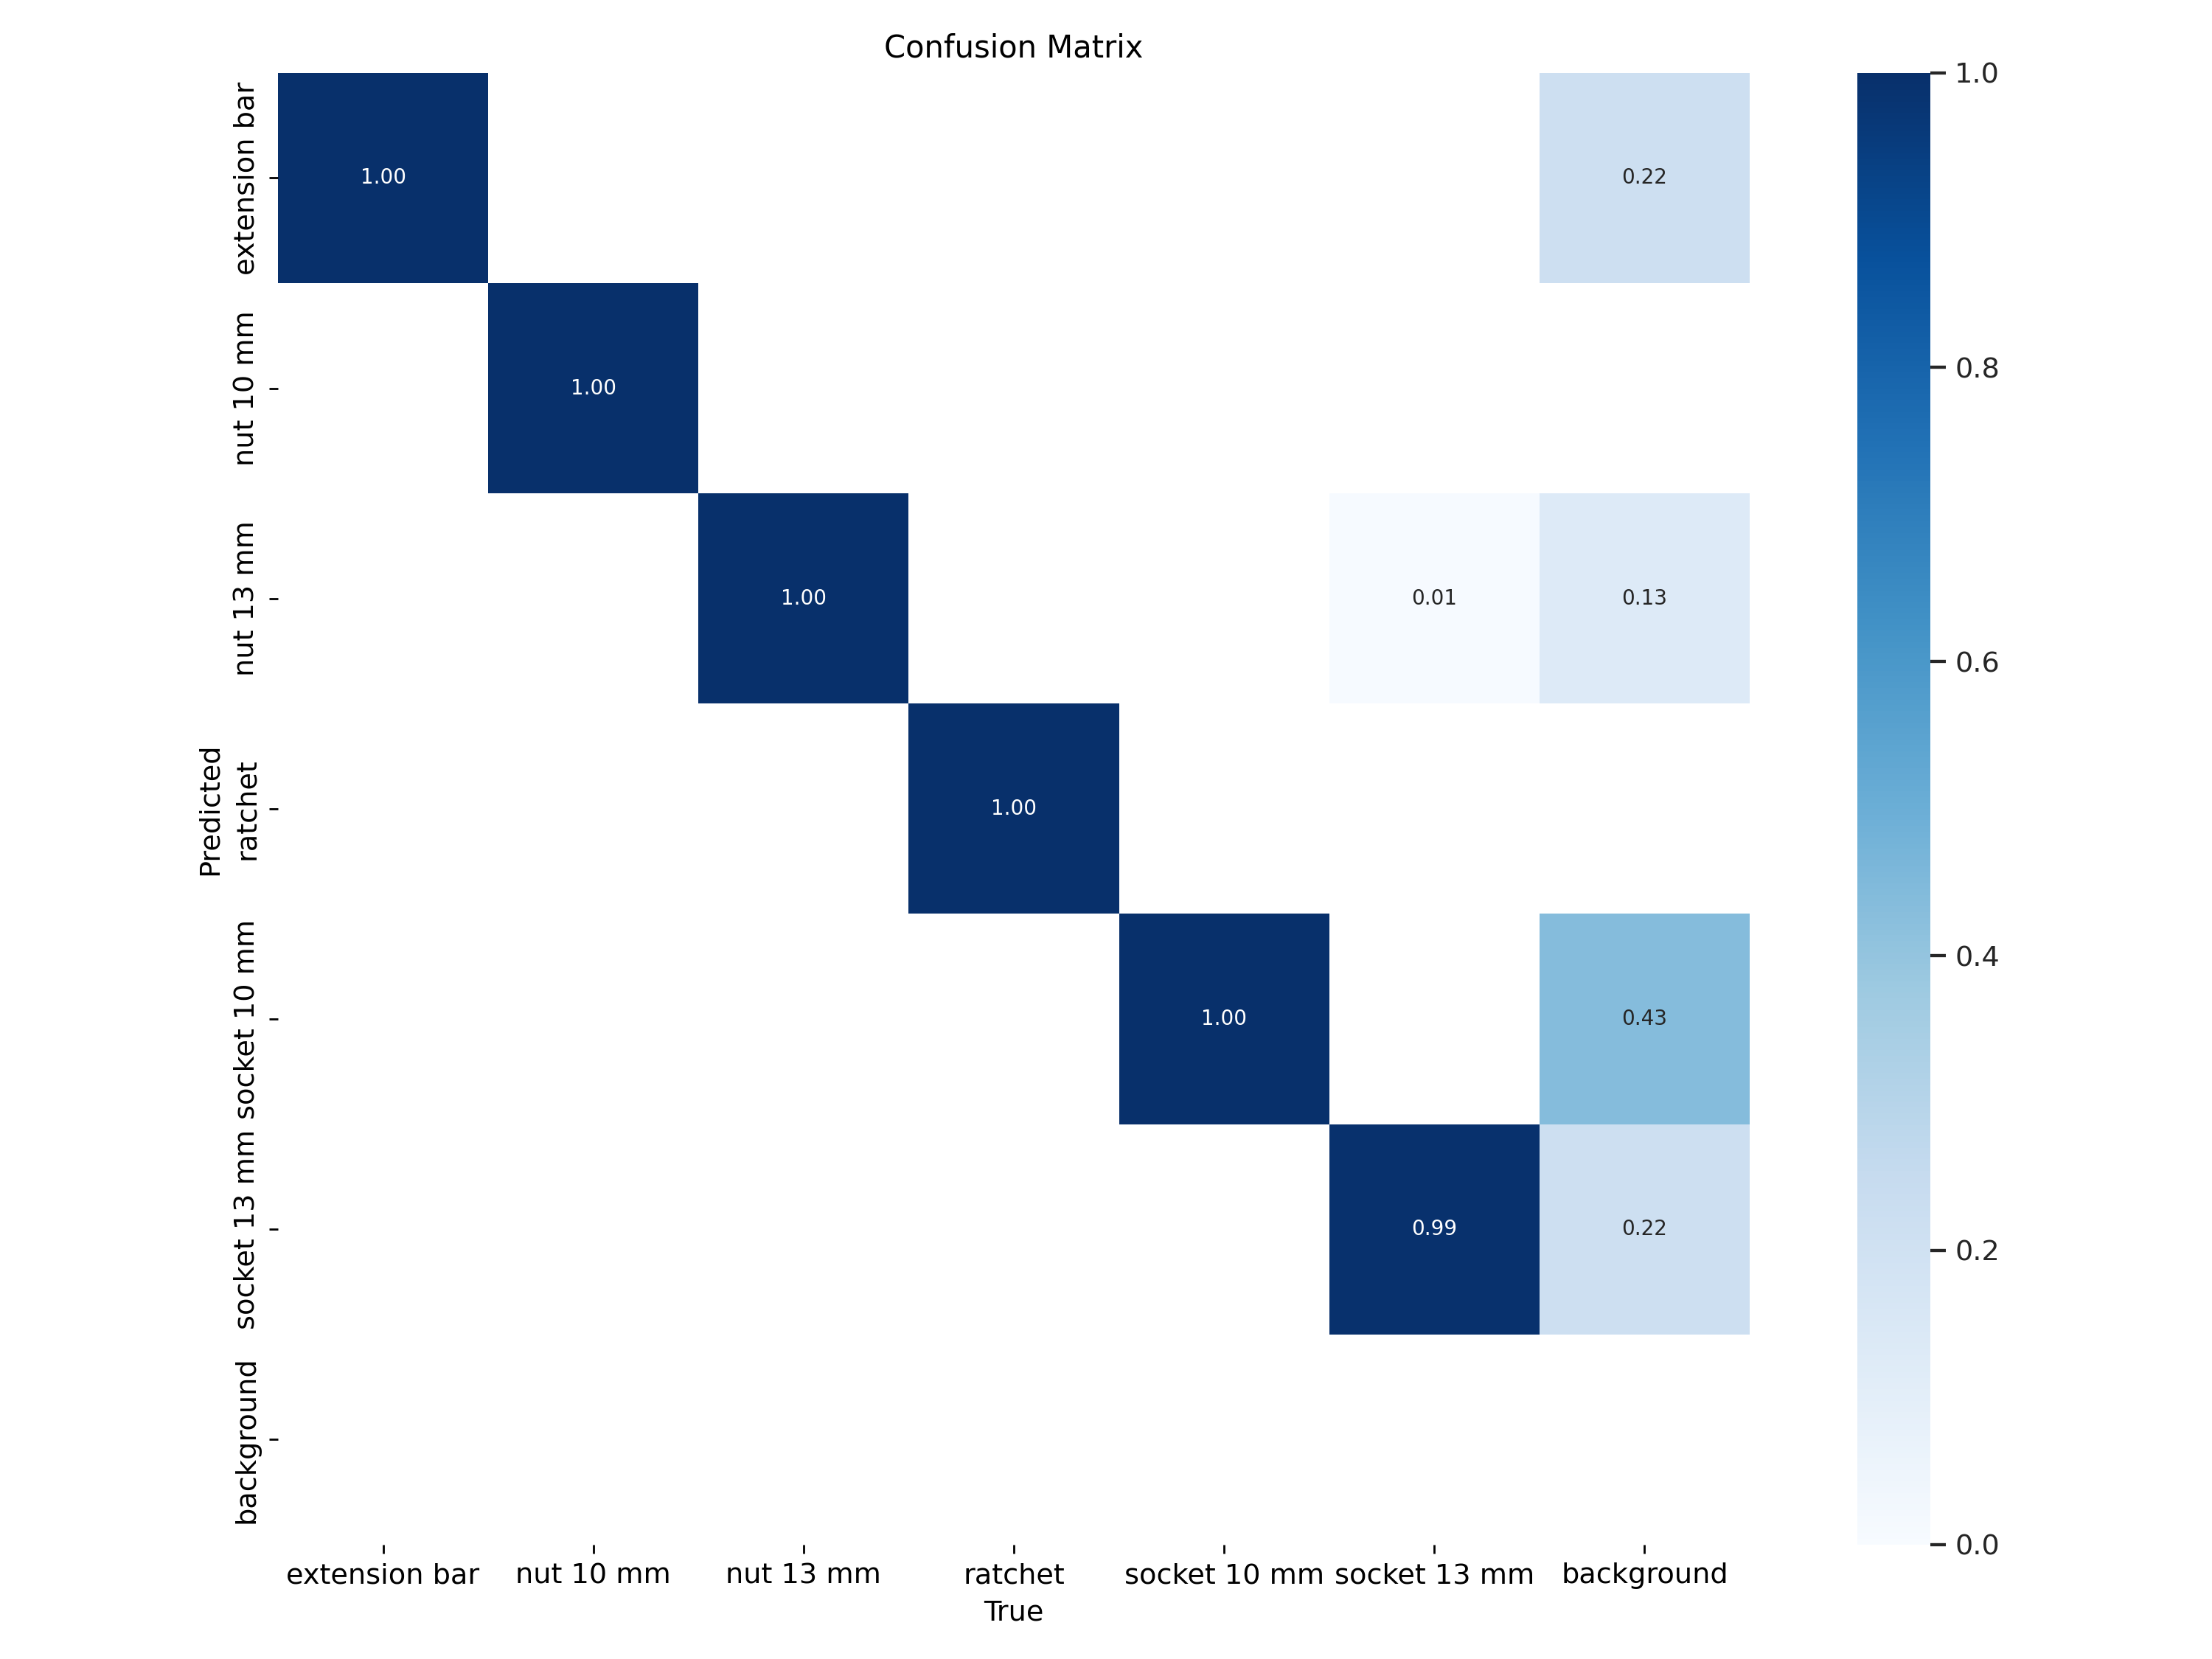 Confusion Matrix
extension bar
1.00
0.22
nut 10 mm
1.00
nut 13 mm
1.00
0.01
0.13
Predicted
ratchet
1.00
socket 10 mm
1.00
0.43
socket 13 mm
0.99
0.22
background
extension bar
nut 10 mm
nut 13 mm
ratchet
socket 10 mm
socket 13 mm
background
True
1.0
0.8
0.6
0.4
0.2
0.0